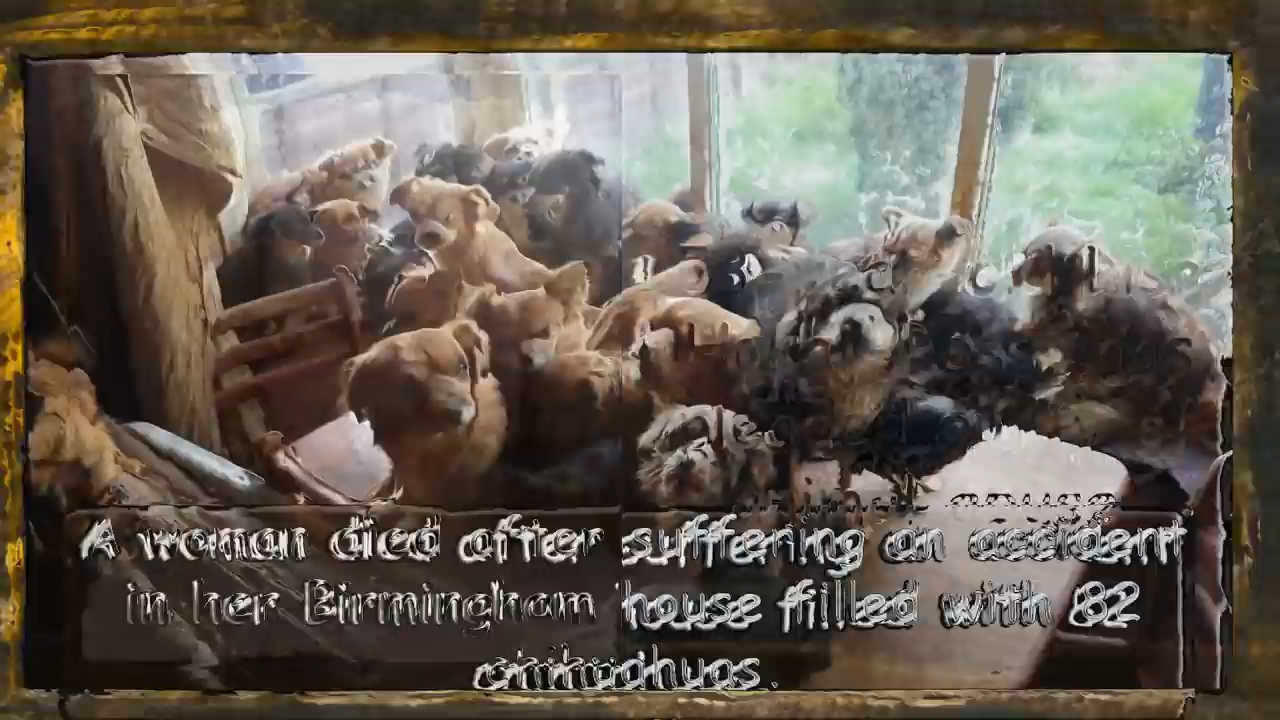 A woman died after suffering an accident
in her Birmingham house filled with 82
chihuahuas.